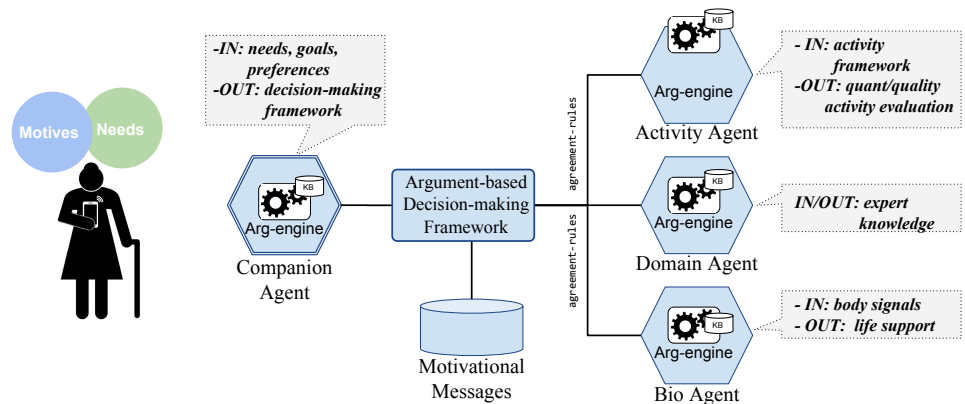 Motives
Needs
-IN: needs, goals,
preferences
-OUT: decision-making
framework
KB
Arg-engine
Companion
Agent
Argument-based
Decision-making
Framework
Motivational
Messages
agreement-rules
agreement-rules
KB
Arg-engine
Activity Agent
- IN: activity
framework
-OUT: quant/quality
activity evaluation
KB
Arg-engine
Domain Agent
IN/OUT: expert
knowledge
KB
Arg-engine
Bio Agent
- IN: body signals
- OUT: life support